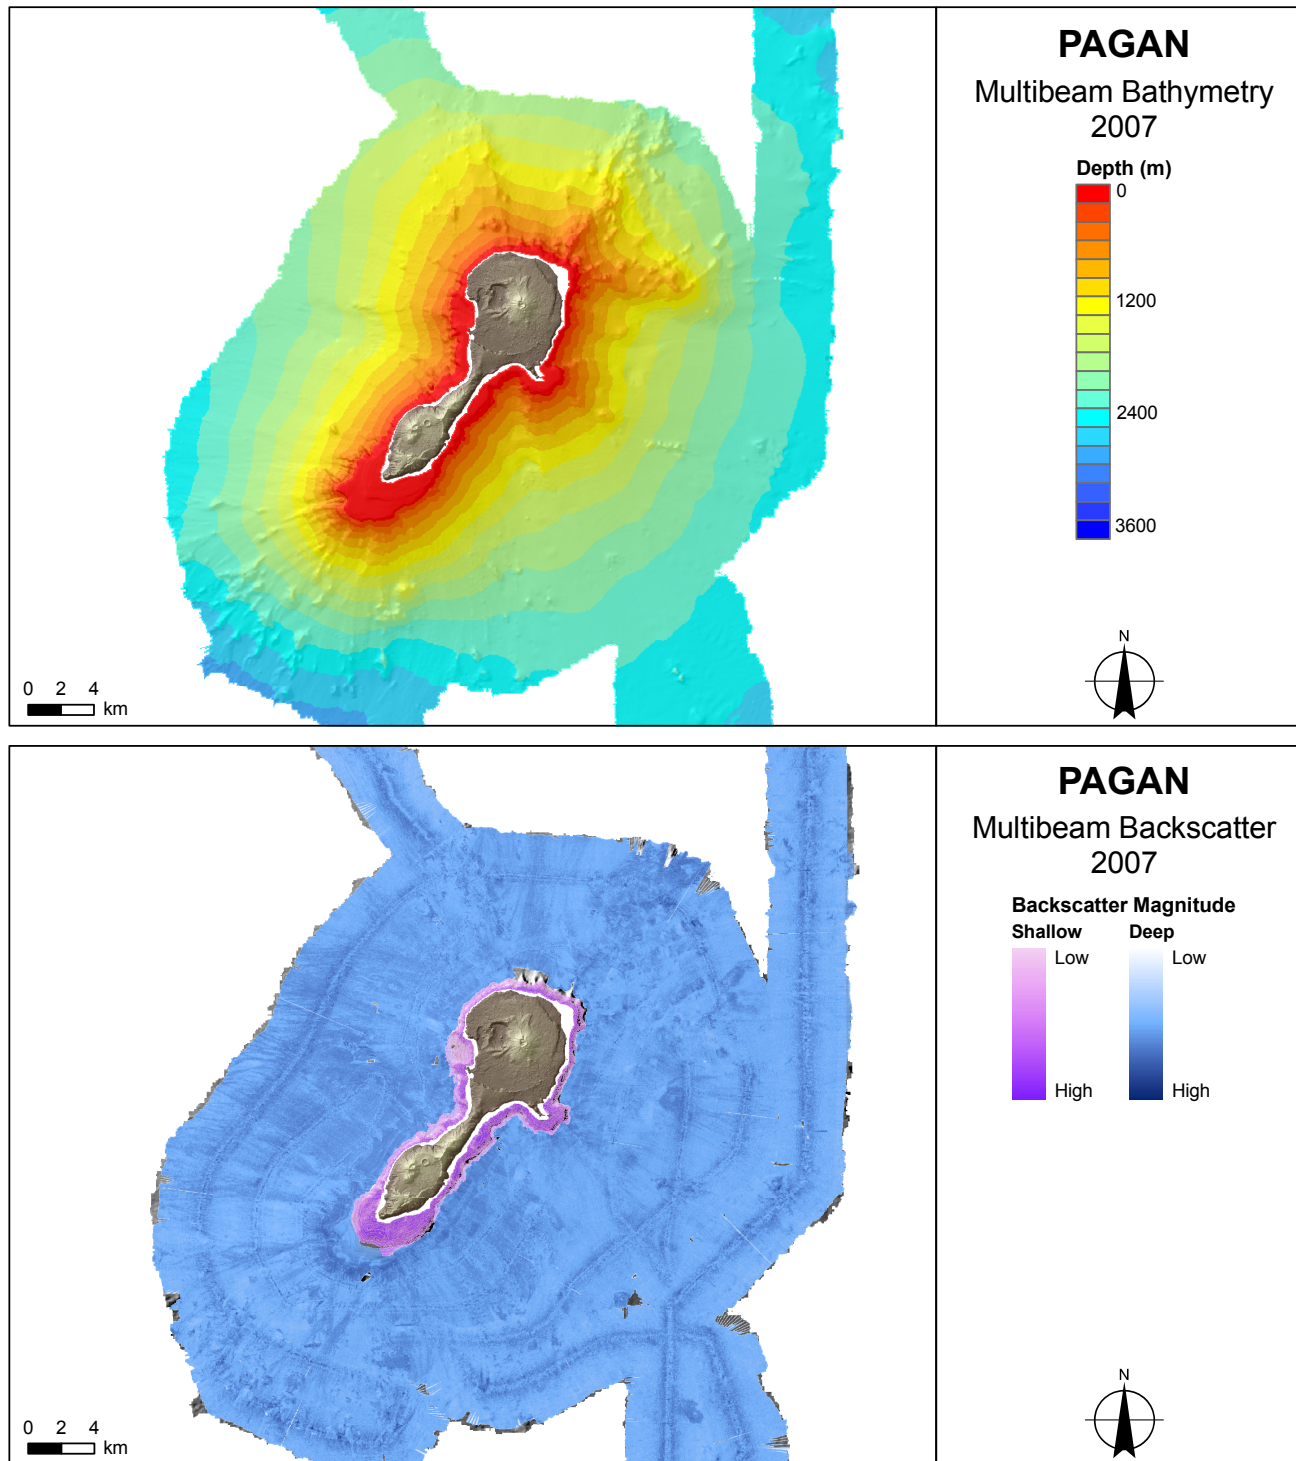 PAGAN
Multibeam Bathymetry
2007
Depth (m)
0
1200
2400
3600
N
0 2 4
km
PAGAN
Multibeam Backscatter
2007
Backscatter Magnitude
Shallow Deep
Low Low
High High
N
0 2 4
km